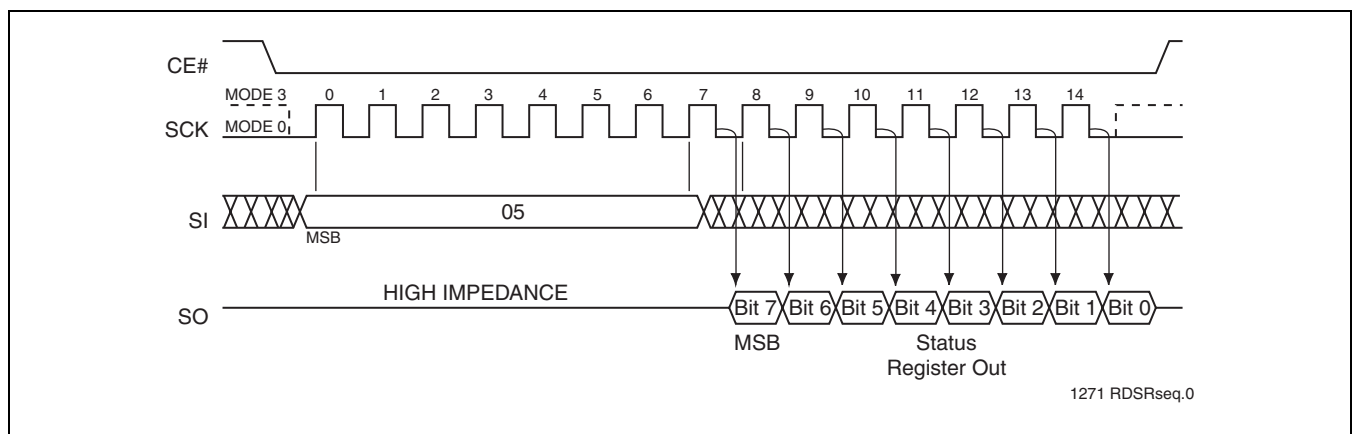 CE#
MODE 3 0 1 2 3 4 5 6 7 8 9 10 11 12 13 14
SCK MODE 0
SI 05
MSB
HIGH IMPEDANCE
SO Bit 7 Bit 6 Bit 5 Bit 4 Bit 3 Bit 2 Bit 1 Bit 0
MSB Status
Register Out
1271 RDSRseq.0